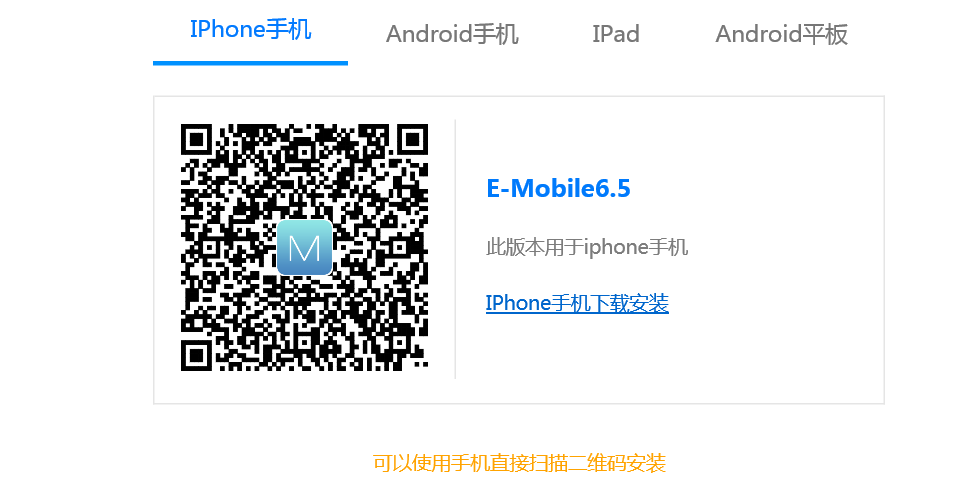 IPhone手机 Android手机 IPad Android平板
M
E-Mobile6.5
此版本用于iphone手机
IPhone手机下载安装
可以使用手机直接扫描二维码安装